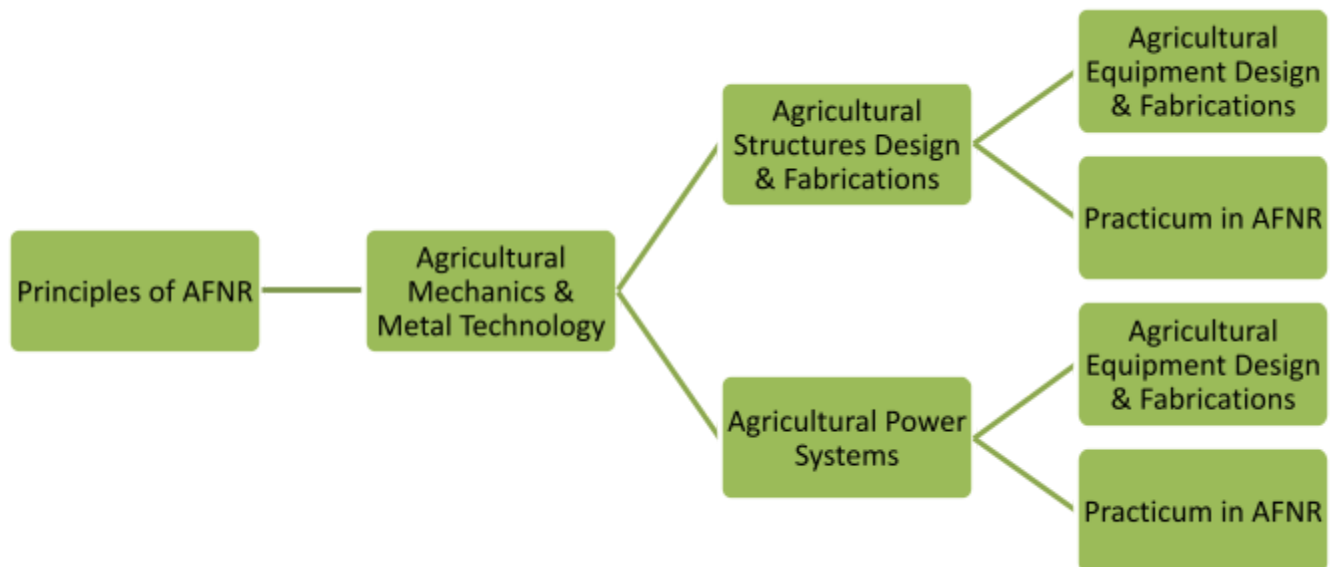 Principles of AFNR
Agricultural
Mechanics &
Metal Technology
Agricultural
Structures Design
& Fabrications
Agricultural
Equipment Design
& Fabrications
Practicum in AFNR
Agricultural Power
Systems
Agricultural
Equipment Design
& Fabrications
Practicum in AFNR